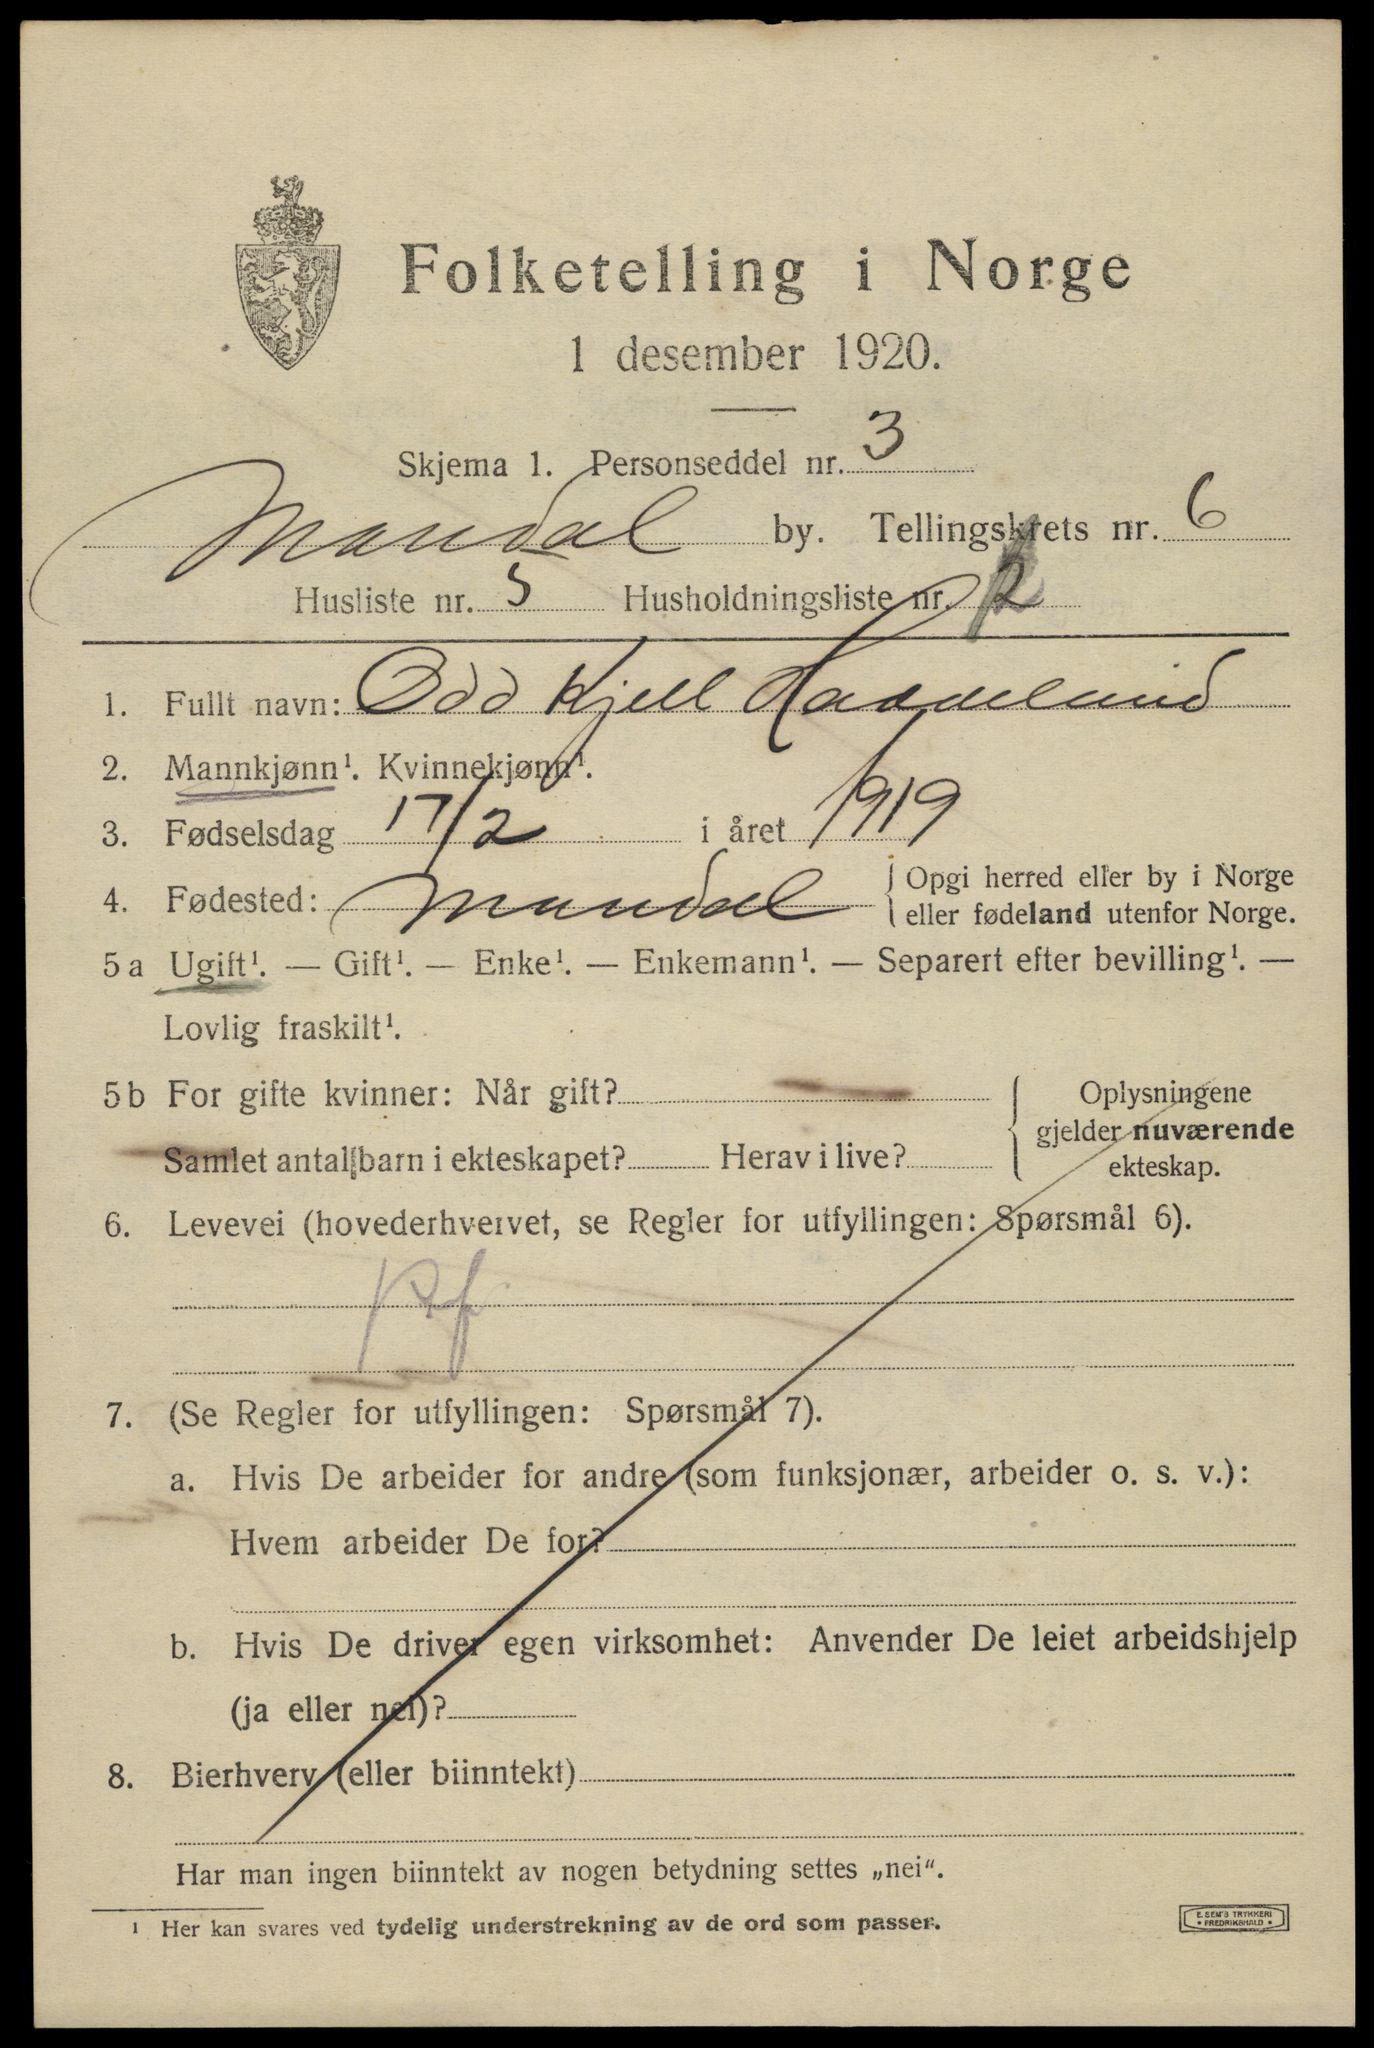 Folketelling i Norge
1 desember 1920.
Skjema 1. Personseddel nr. 3
Mandal by. Tellingskrets nr. 6
Husliste nr. 5 Husholdningsliste nr. 2
1. Fullt navn: Odd Kjell Haddeland
2. Mannkjønn¹. Kvinnekjønn¹.
3. Fødselsdag 17/2 i året 1919
4. Fødested: Mandal { Opgi herred eller by i Norge
eller fødeland utenfor Norge.
5a Ugift¹. — Gift¹. — Enke¹. — Enkemann¹. — Separert efter bevilling¹. —
Lovlig fraskilt¹.
5b For gifte kvinner: Når gift?
Samlet antal barn i ekteskapet? Herav i live?
{ Oplysningene
gjelder nuværende
ekteskap.
6. Levevei (hovederhvervet, se Regler for utfyllingen: Spørsmål 6).
7. (Se Regler for utfyllingen: Spørsmål 7).
a. Hvis De arbeider for andre (som funksjonær, arbeider o. s. v.):
Hvem arbeider De for?
b. Hvis De driver egen virksomhet: Anvender De leiet arbeidshjelp
(ja eller nei)?
8. Bierhverv (eller biinntekt)
Har man ingen biinntekt av nogen betydning settes „nei“.
¹ Her kan svares ved tydelig understrekning av de ord som passer.
E. SEM'S TRYKKERI
• FREDRIKSHALD •